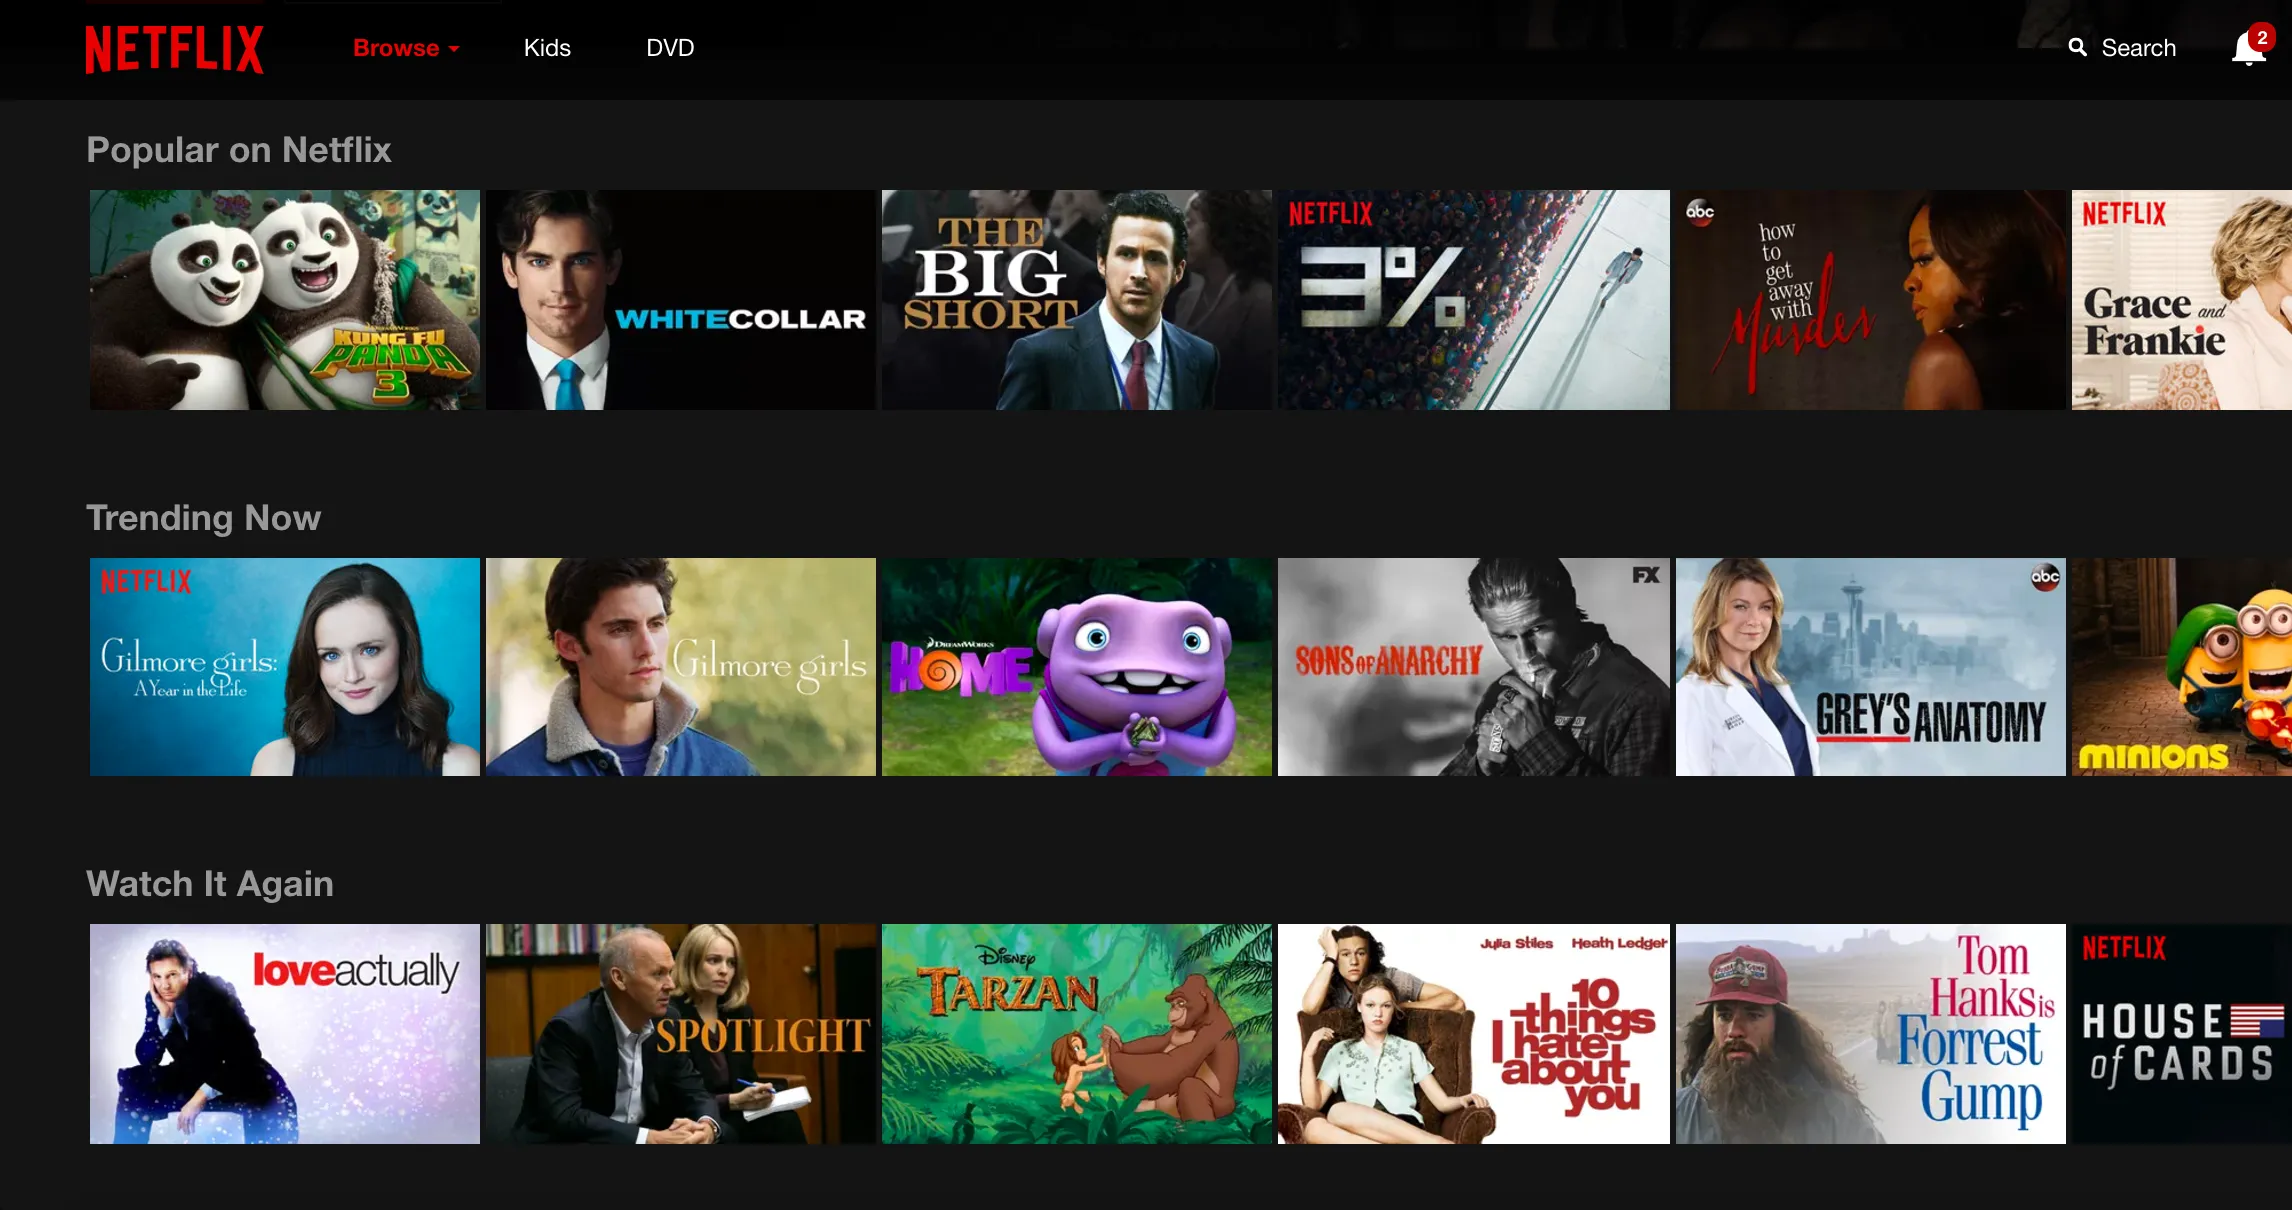 NETFLIX
Browse
Kids
DVD
Search
2
Popular on Netflix
DREAMWORKS
KUNG FU
PANDA
3
WHITECOLLAR
THE
BIG
SHORT
NETFLIX
3%
abc
how
to
get
away
with
Murder
NETFLIX
Grace and
Frankie
Trending Now
NETFLIX
Gilmore girls:
A Year in the Life
Gilmore girls
DREAMWORKS
HOME
FX
SONS OF ANARCHY
abc
GREY'S ANATOMY
minions
Watch It Again
loveactually
SPOTLIGHT
Disney
TARZAN
Julia Stiles Heath Ledger
10
things
I hate
about
you
Tom
Hanks is
Forrest
Gump
NETFLIX
HOUSE
of CARDS